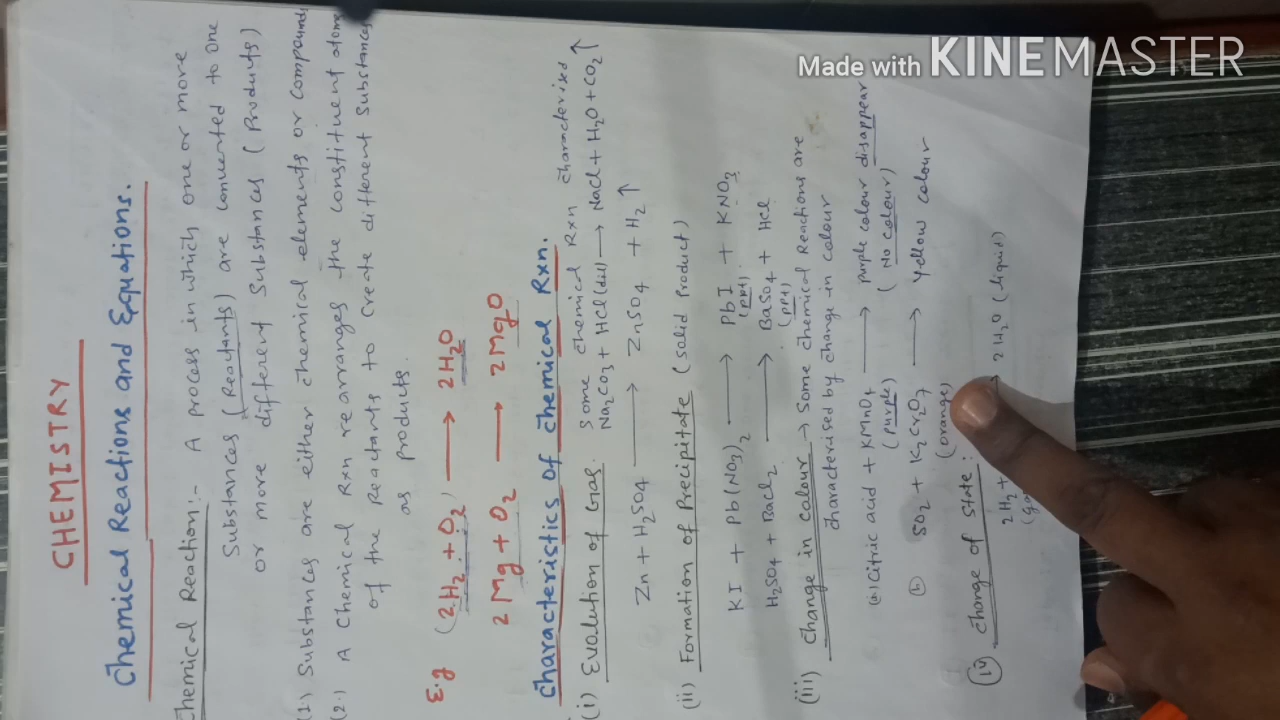 Made with KINEMASTER
CHEMISTRY
Chemical Reactions and Equations.
Chemical Reaction:- A process in which one or more
Substances (Reactants) are converted to one
or more different Substances (Products)
(1.) Substances are either chemical elements or compounds
(2.) A Chemical Rxn rearranges the constituent atoms
of the Reactants to create different substances
as products.
E.g (2H₂ + O₂) → 2H₂O
2Mg + O₂ → 2MgO
Characteristics of Chemical Rxn.
(i) Evalution of Gas. Some chemical Rxn characterised
Na₂Co₃ + HCl(dil) → NaCl + H₂O + CO₂ ↑
Zn + H₂SO₄ → ZnSO₄ + H₂ ↑
(ii) Formation of Precipitate (Solid Product)
KI + Pb(NO₃)₂ → PbI + KNO₃
(PPt)
H₂SO₄ + BaCl₂ → BaSO₄ + HCl
(PPt)
(iii) Change in Colour → Some chemical Reactions are
characterised by change in colour
(a) Citric acid + KMnO₄ → purple colour disappear
(Purple) (No colour)
(b) SO₂ + K₂Cr₂O₇ → Yellow colour
(orange)
(iv) Change of State:
2H₂ + → 2H₂O (liquid)